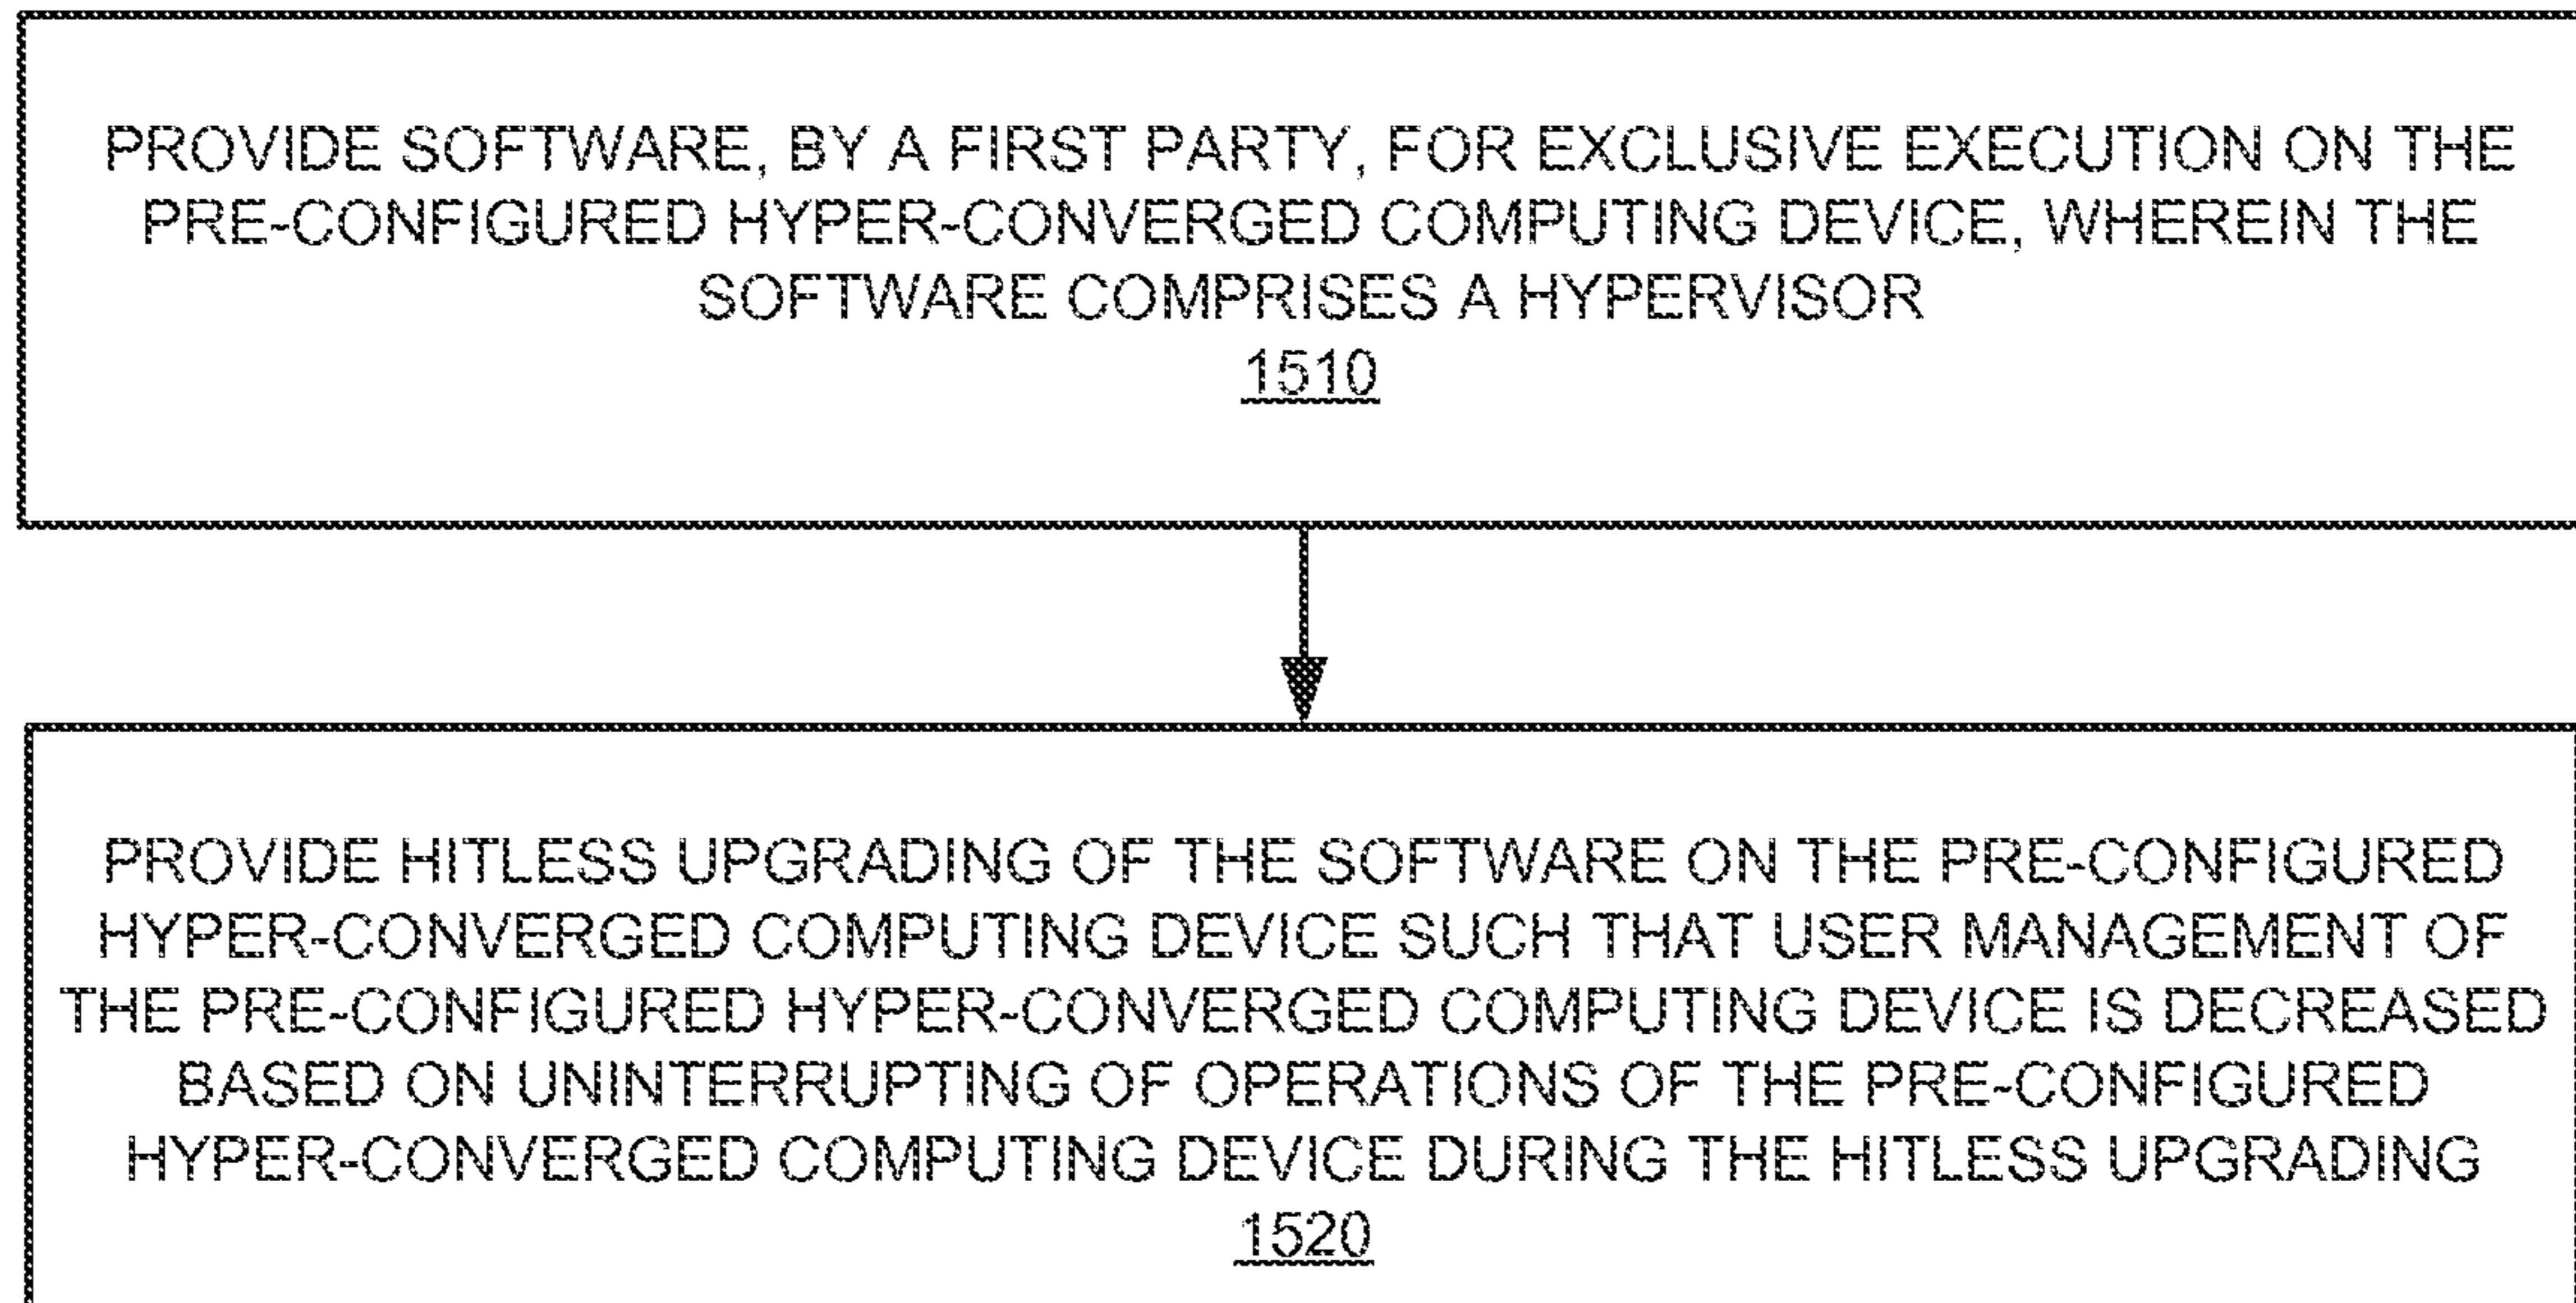 PROVIDE SOFTWARE, BY A FIRST PARTY, FOR EXCLUSIVE EXECUTION ON THE
PRE-CONFIGURED HYPER-CONVERGED COMPUTING DEVICE, WHEREIN THE
SOFTWARE COMPRISES A HYPERVISOR
1510
PROVIDE HITLESS UPGRADING OF THE SOFTWARE ON THE PRE-CONFIGURED
HYPER-CONVERGED COMPUTING DEVICE SUCH THAT USER MANAGEMENT OF
THE PRE-CONFIGURED HYPER-CONVERGED COMPUTING DEVICE IS DECREASED
BASED ON UNINTERRUPTING OF OPERATIONS OF THE PRE-CONFIGURED
HYPER-CONVERGED COMPUTING DEVICE DURING THE HITLESS UPGRADING
1520